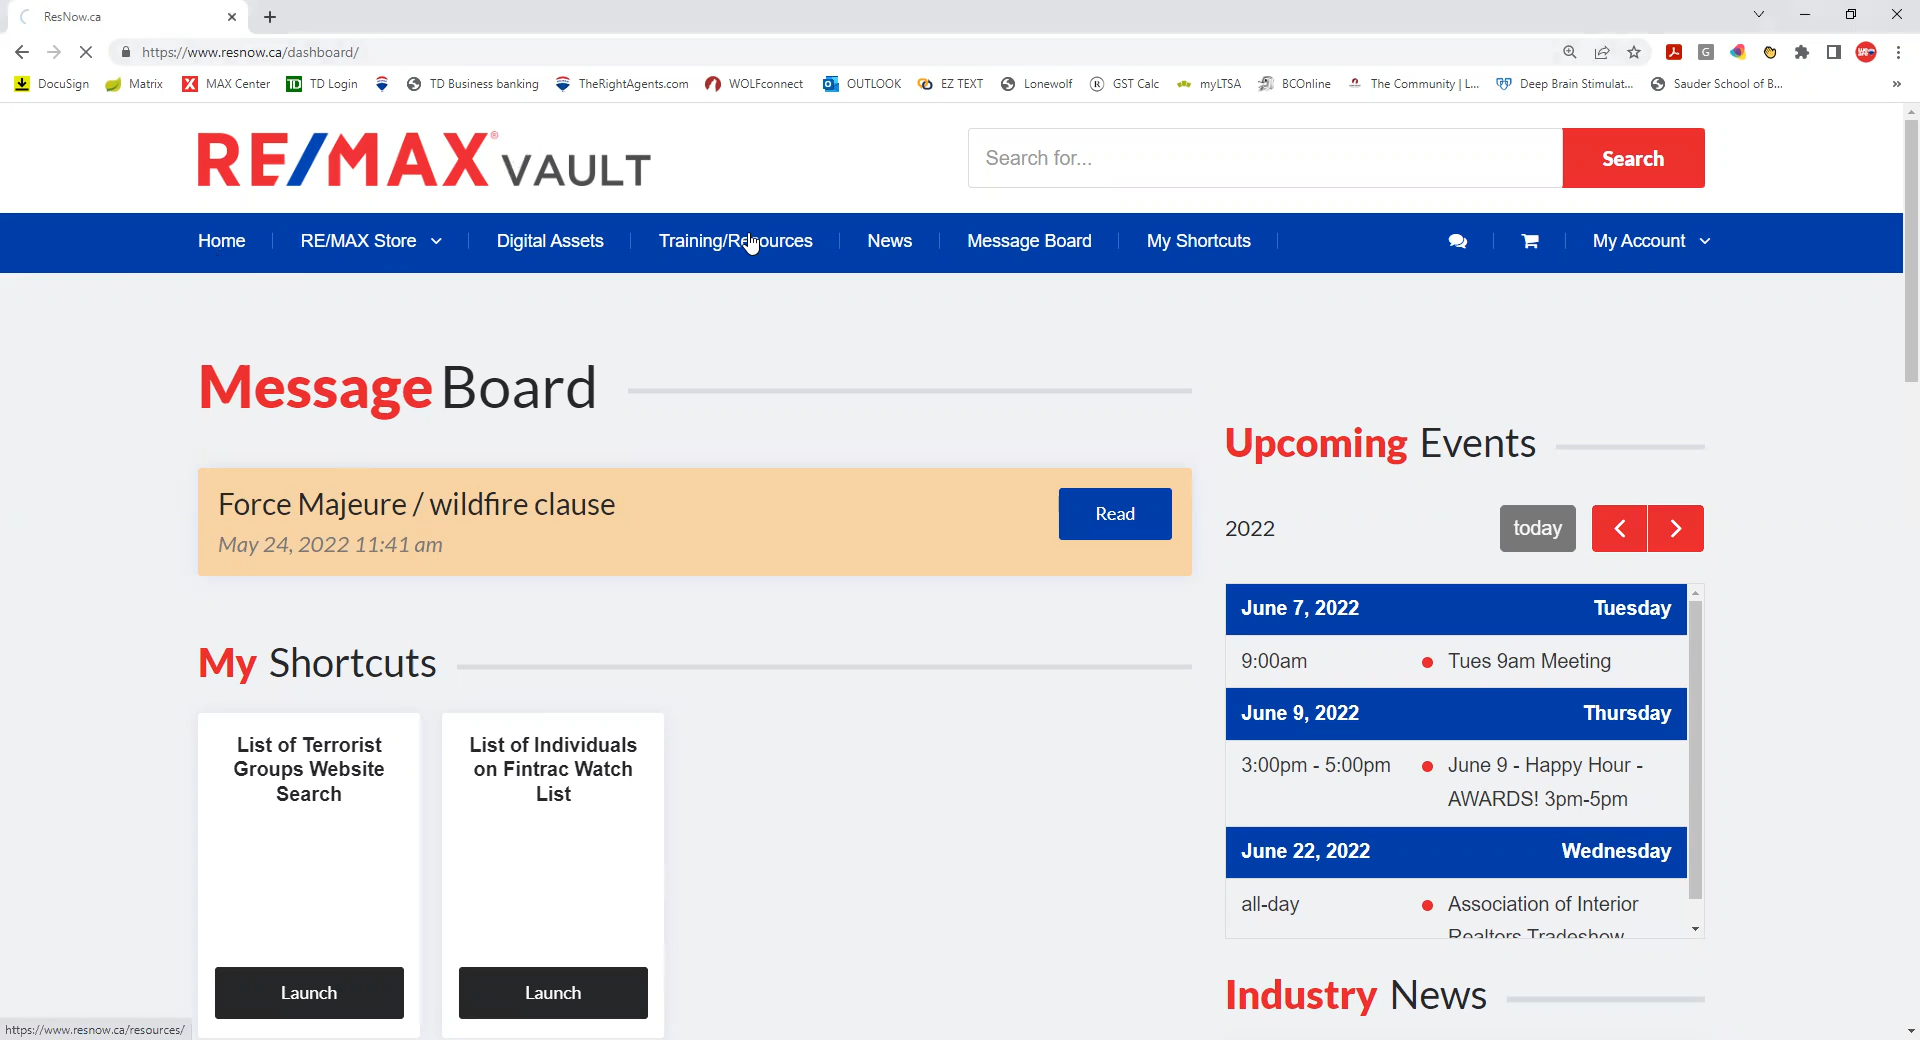 ResNow.ca
https://www.resnow.ca/dashboard/
DocuSign Matrix MAX Center TD Login TD Business banking TheRightAgents.com WOLFconnect OUTLOOK EZ TEXT Lonewolf GST Calc myLTSA BCOnline The Community | L... Deep Brain Stimulat... Sauder School of B... »
RE/MAX® VAULT
Search for...
Search
Home RE/MAX Store Digital Assets Training/Resources News Message Board My Shortcuts My Account
Message Board
Force Majeure / wildfire clause
May 24, 2022 11:41 am
Read
My Shortcuts
List of Terrorist
Groups Website
Search
Launch
List of Individuals
on Fintrac Watch
List
Launch
Upcoming Events
2022
today
June 7, 2022 Tuesday
9:00am Tues 9am Meeting
June 9, 2022 Thursday
3:00pm - 5:00pm June 9 - Happy Hour -
AWARDS! 3pm-5pm
June 22, 2022 Wednesday
all-day Association of Interior
Realtors Tradeshow
Industry News
https://www.resnow.ca/resources/